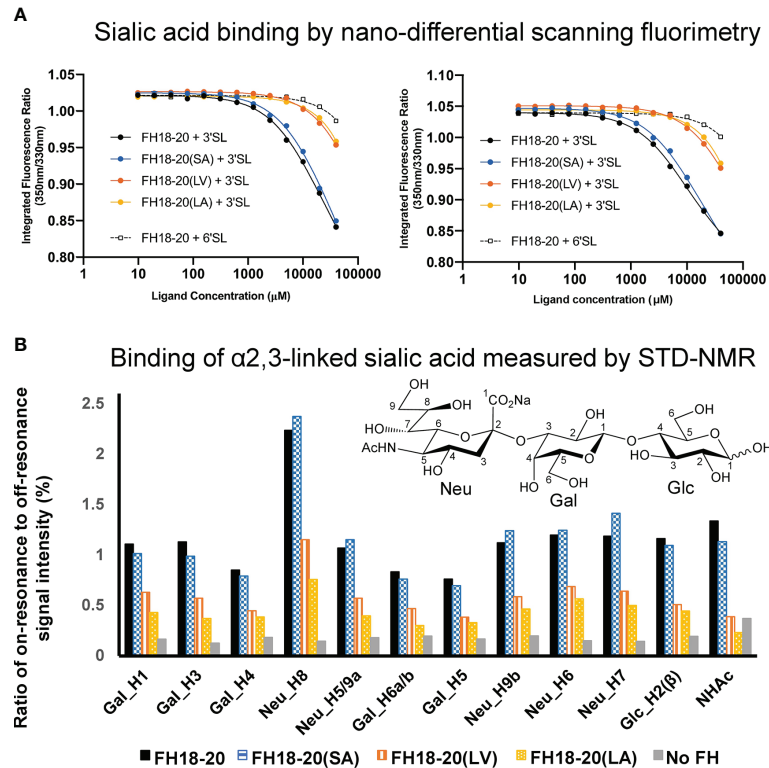 A
Sialic acid binding by nano-differential scanning fluorimetry
1.05
1.00
0.95
0.90
0.85
0.80
Integrated Fluorescence Ratio
(350nm/330nm)
FH18-20 + 3'SL
FH18-20(SA) + 3'SL
FH18-20(LV) + 3'SL
FH18-20(LA) + 3'SL
FH18-20 + 6'SL
1 10 100 1000 10000 100000
Ligand Concentration (μM)
1.10
1.05
1.00
0.95
0.90
0.85
0.80
Integrated Fluorescence Ratio
(350nm/330nm)
FH18-20 + 3'SL
FH18-20(SA) + 3'SL
FH18-20(LV) + 3'SL
FH18-20(LA) + 3'SL
FH18-20 + 6'SL
1 10 100 1000 10000 100000
Ligand concentration (μM)
B
Binding of α2,3-linked sialic acid measured by STD-NMR
Ratio of on-resonance to off-resonance
signal intensity (%)
2.5
2
1.5
1
0.5
0
OH
9
8
OH
1
CO₂Na
HO
7
6
O
2
O
AcHN
5
4
3
HO
Neu
3
OH
2
1
O
4
5
O
HO
6
OH
Gal
6
OH
4
5
O
HO
3
2
1
OH
OH
Glc
Gal_H1
Gal_H3
Gal_H4
Neu_H8
Neu_H5/9a
Gal_H6a/b
Gal_H5
Neu_H9b
Neu_H6
Neu_H7
Glc_H2(β)
NHAc
FH18-20 FH18-20(SA) FH18-20(LV) FH18-20(LA) No FH